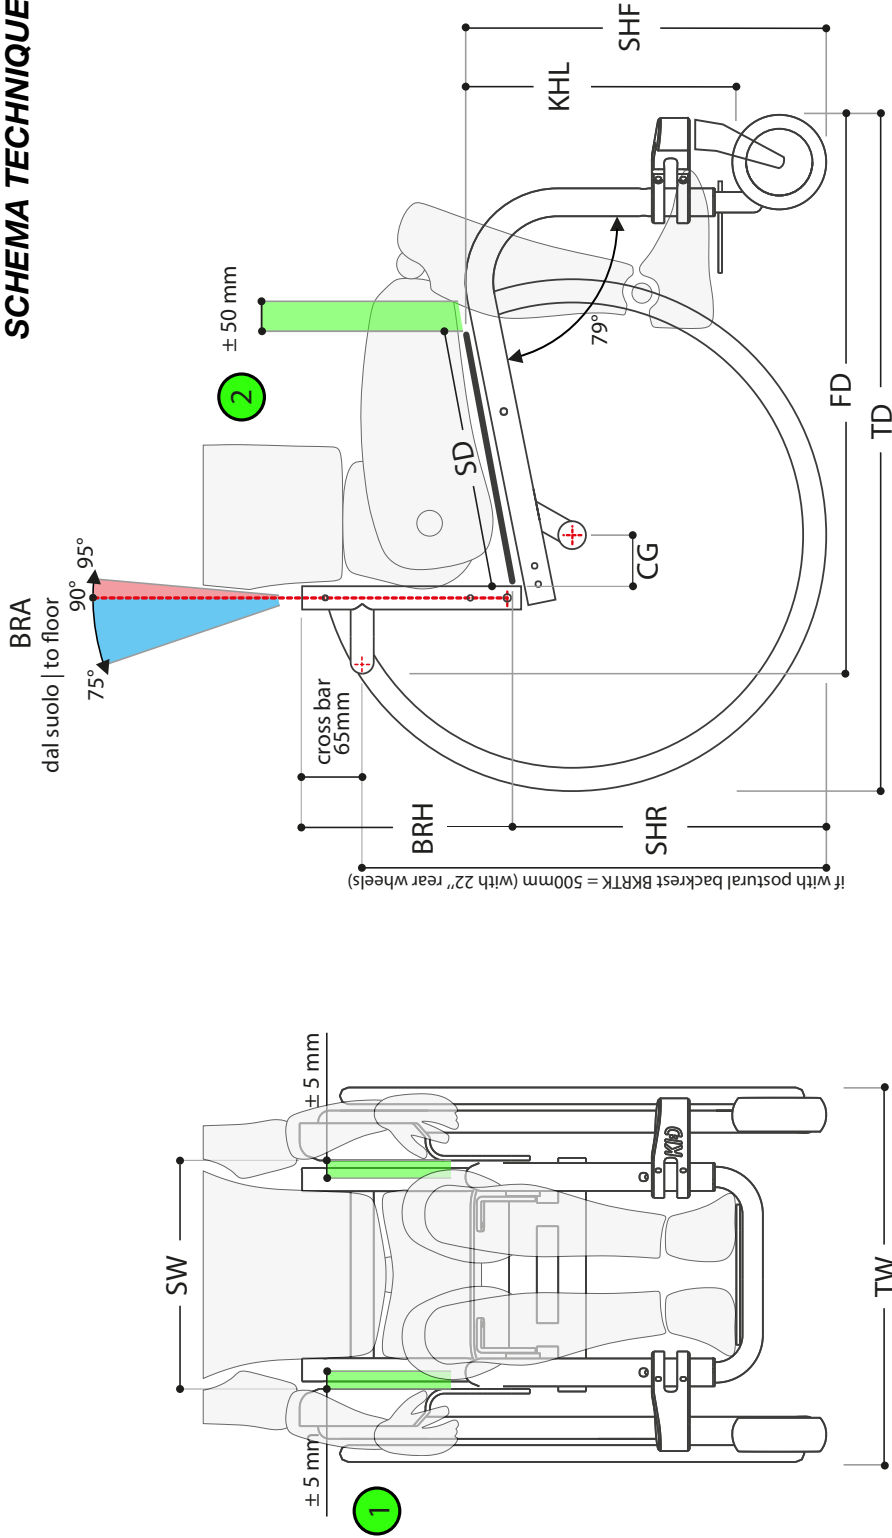 SCHEMA TECHNIQUE
SHF
KHL
± 50 mm
2
79°
SD
FD
TD
CG
BRA
dal suolo | to floor
75°
90°
95°
cross bar
65mm
BRH
SHR
if with postural backrest BKRTK = 500mm (with 22" rear wheels)
± 5 mm
SW
KHD
TW
± 5 mm
1